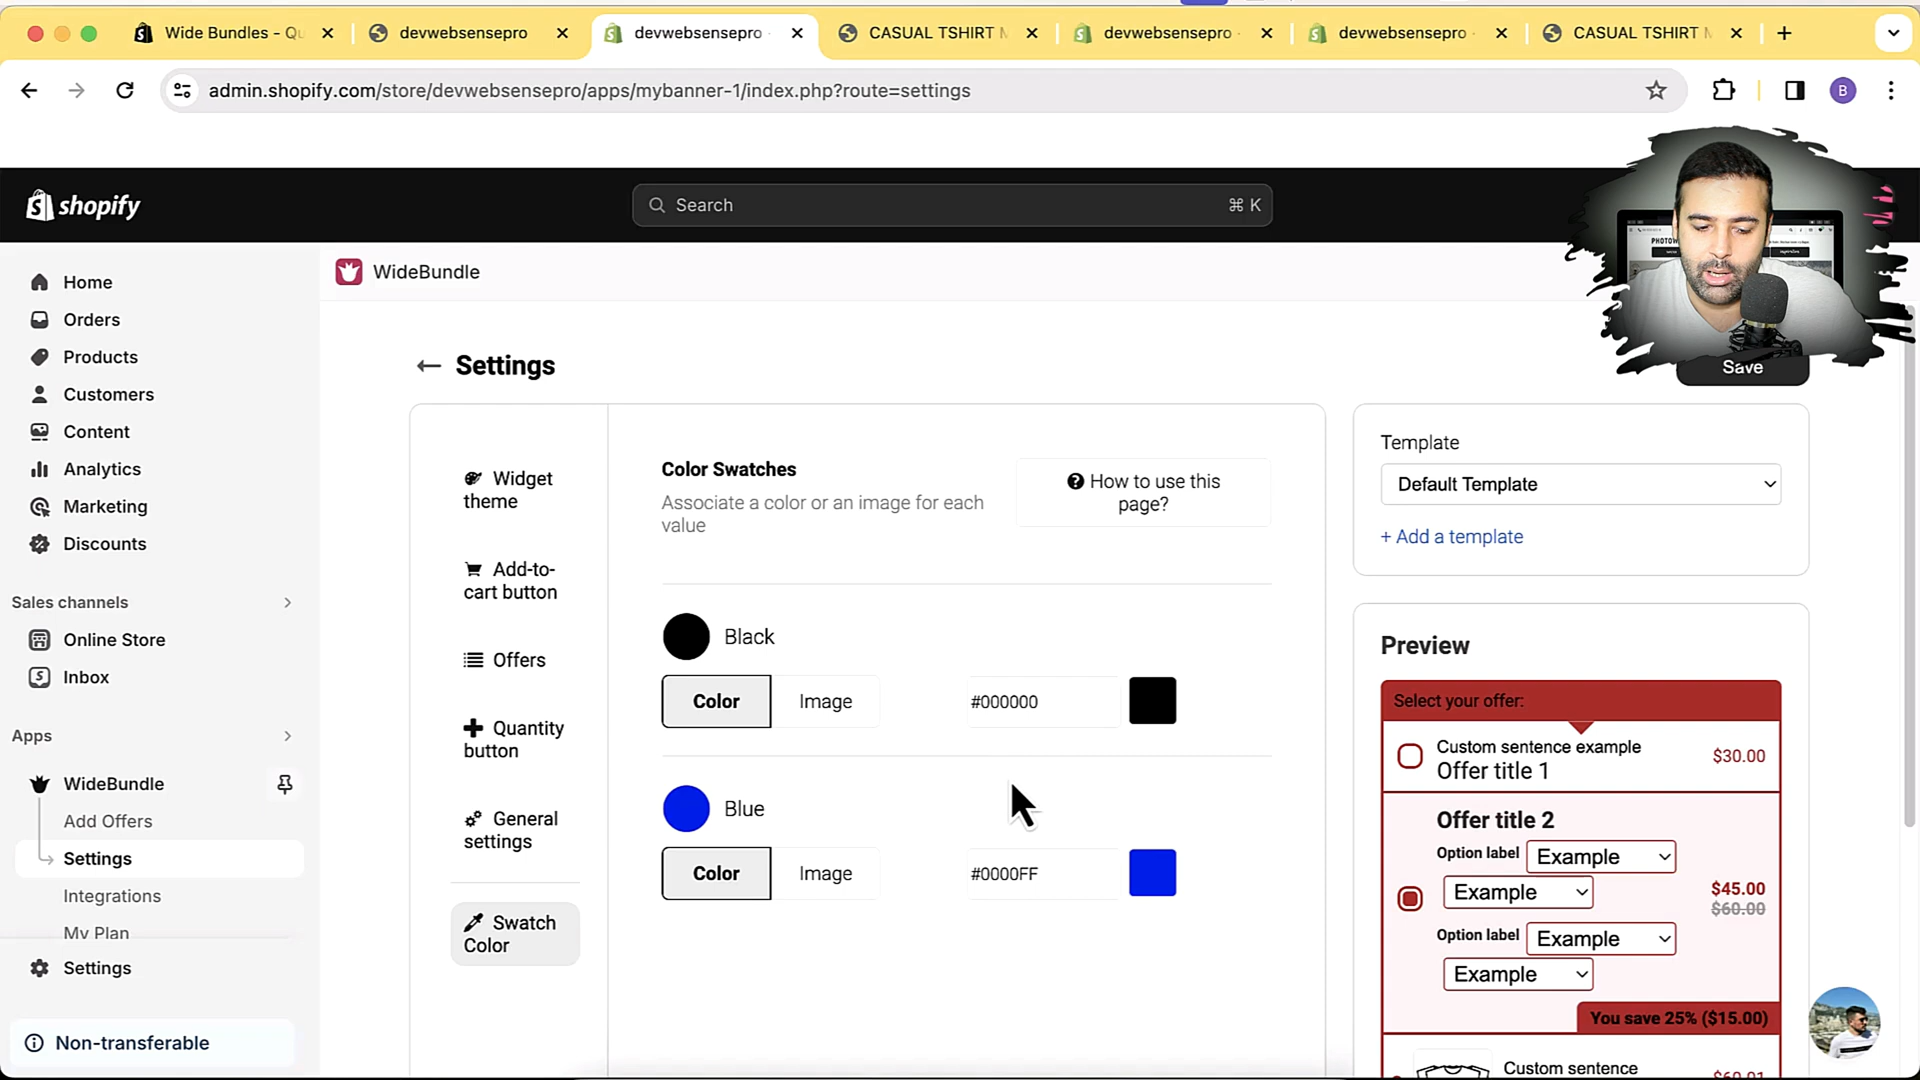 Wide Bundles - Qu
devwebsensepro
devwebsensepro
CASUAL TSHIRT M
devwebsensepro
devwebsensepro
CASUAL TSHIRT M
admin.shopify.com/store/devwebsensepro/apps/mybanner-1/index.php?route=settings
B
shopify
Search
⌘ K
WideBundle
Home
Orders
Products
Customers
Content
Analytics
Marketing
Discounts
Sales channels
Online Store
Inbox
Apps
WideBundle
Add Offers
Settings
Integrations
My Plan
Settings
Non-transferable
Settings
Save
Widget
theme
Add-to-
cart button
Offers
Quantity
button
General
settings
Swatch
Color
Color Swatches
Associate a color or an image for each
value
How to use this
page?
Black
Color
Image
#000000
Blue
Color
Image
#0000FF
Template
Default Template
+ Add a template
Preview
Select your offer:
Custom sentence example
Offer title 1
$30.00
Offer title 2
Option label Example
Example
$45.00
$60.00
Option label Example
Example
You save 25% ($15.00)
Custom sentence